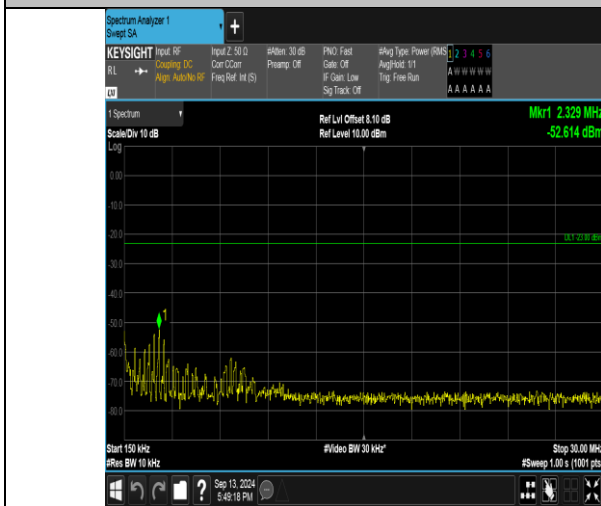 Spectrum Analyzer 1
Swept SA
KEYSIGHT Input: RF Input Z: 50 Ω #Atten: 30 dB PNO: Fast #Avg Type: Power (RMS 1 2 3 4 5 6
RL Coupling: DC Corr CCorr Preamp: Off Gate: Off Avg|Hold: 1/1 A W W W W W
Align: Auto/No RF Freq Ref: Int (S) IF Gain: Low Trig: Free Run
Sig Track: Off A A A A A A
1 Spectrum Ref Lvl Offset 8.10 dB Mkr1 2.329 MHz
Scale/Div 10 dB Ref Level 10.00 dBm -52.614 dBm
Log
0.00
-10.0
-20.0
DL1 -23.00 dBm
-30.0
-40.0
1
-50.0
-60.0
-70.0
-80.0
Start 150 kHz #Video BW 30 kHz* Stop 30.00 MHz
#Res BW 10 kHz #Sweep 1.00 s (1001 pts
? Sep 13, 2024
5:49:18 PM